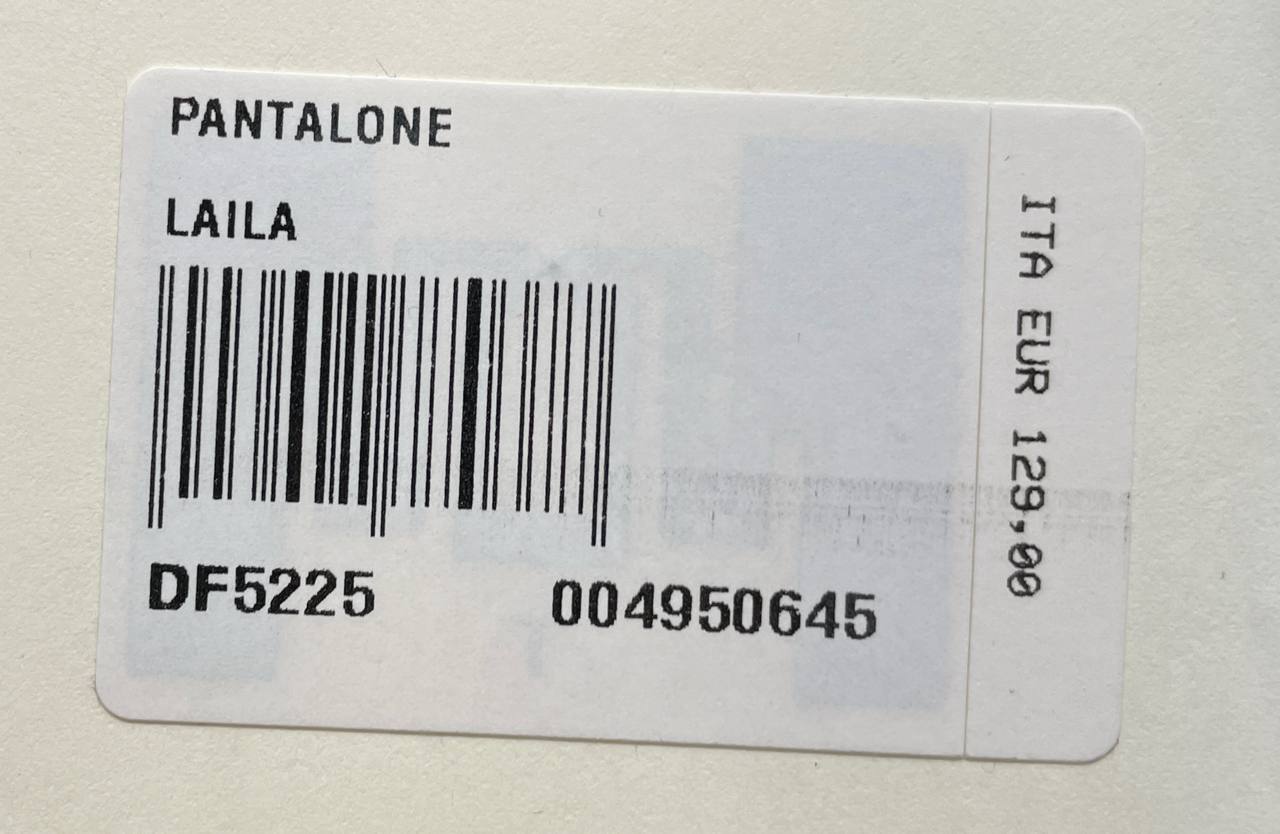 PANTALONE
LAILA
DF5225 004950645
ITA EUR 129,00